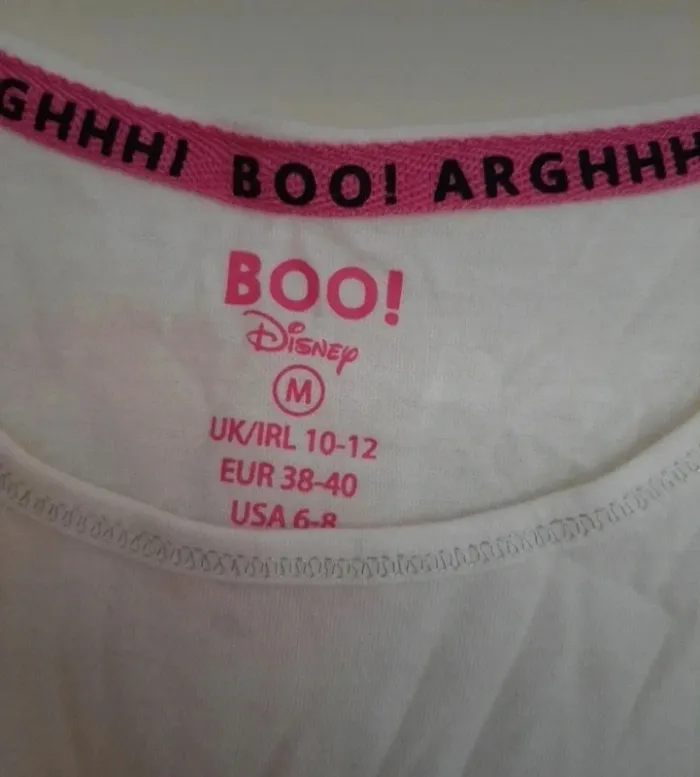 GHHH! BOO! ARGHHH
BOO!
Disney
M
UK/IRL 10-12
EUR 38-40
USA 6-8